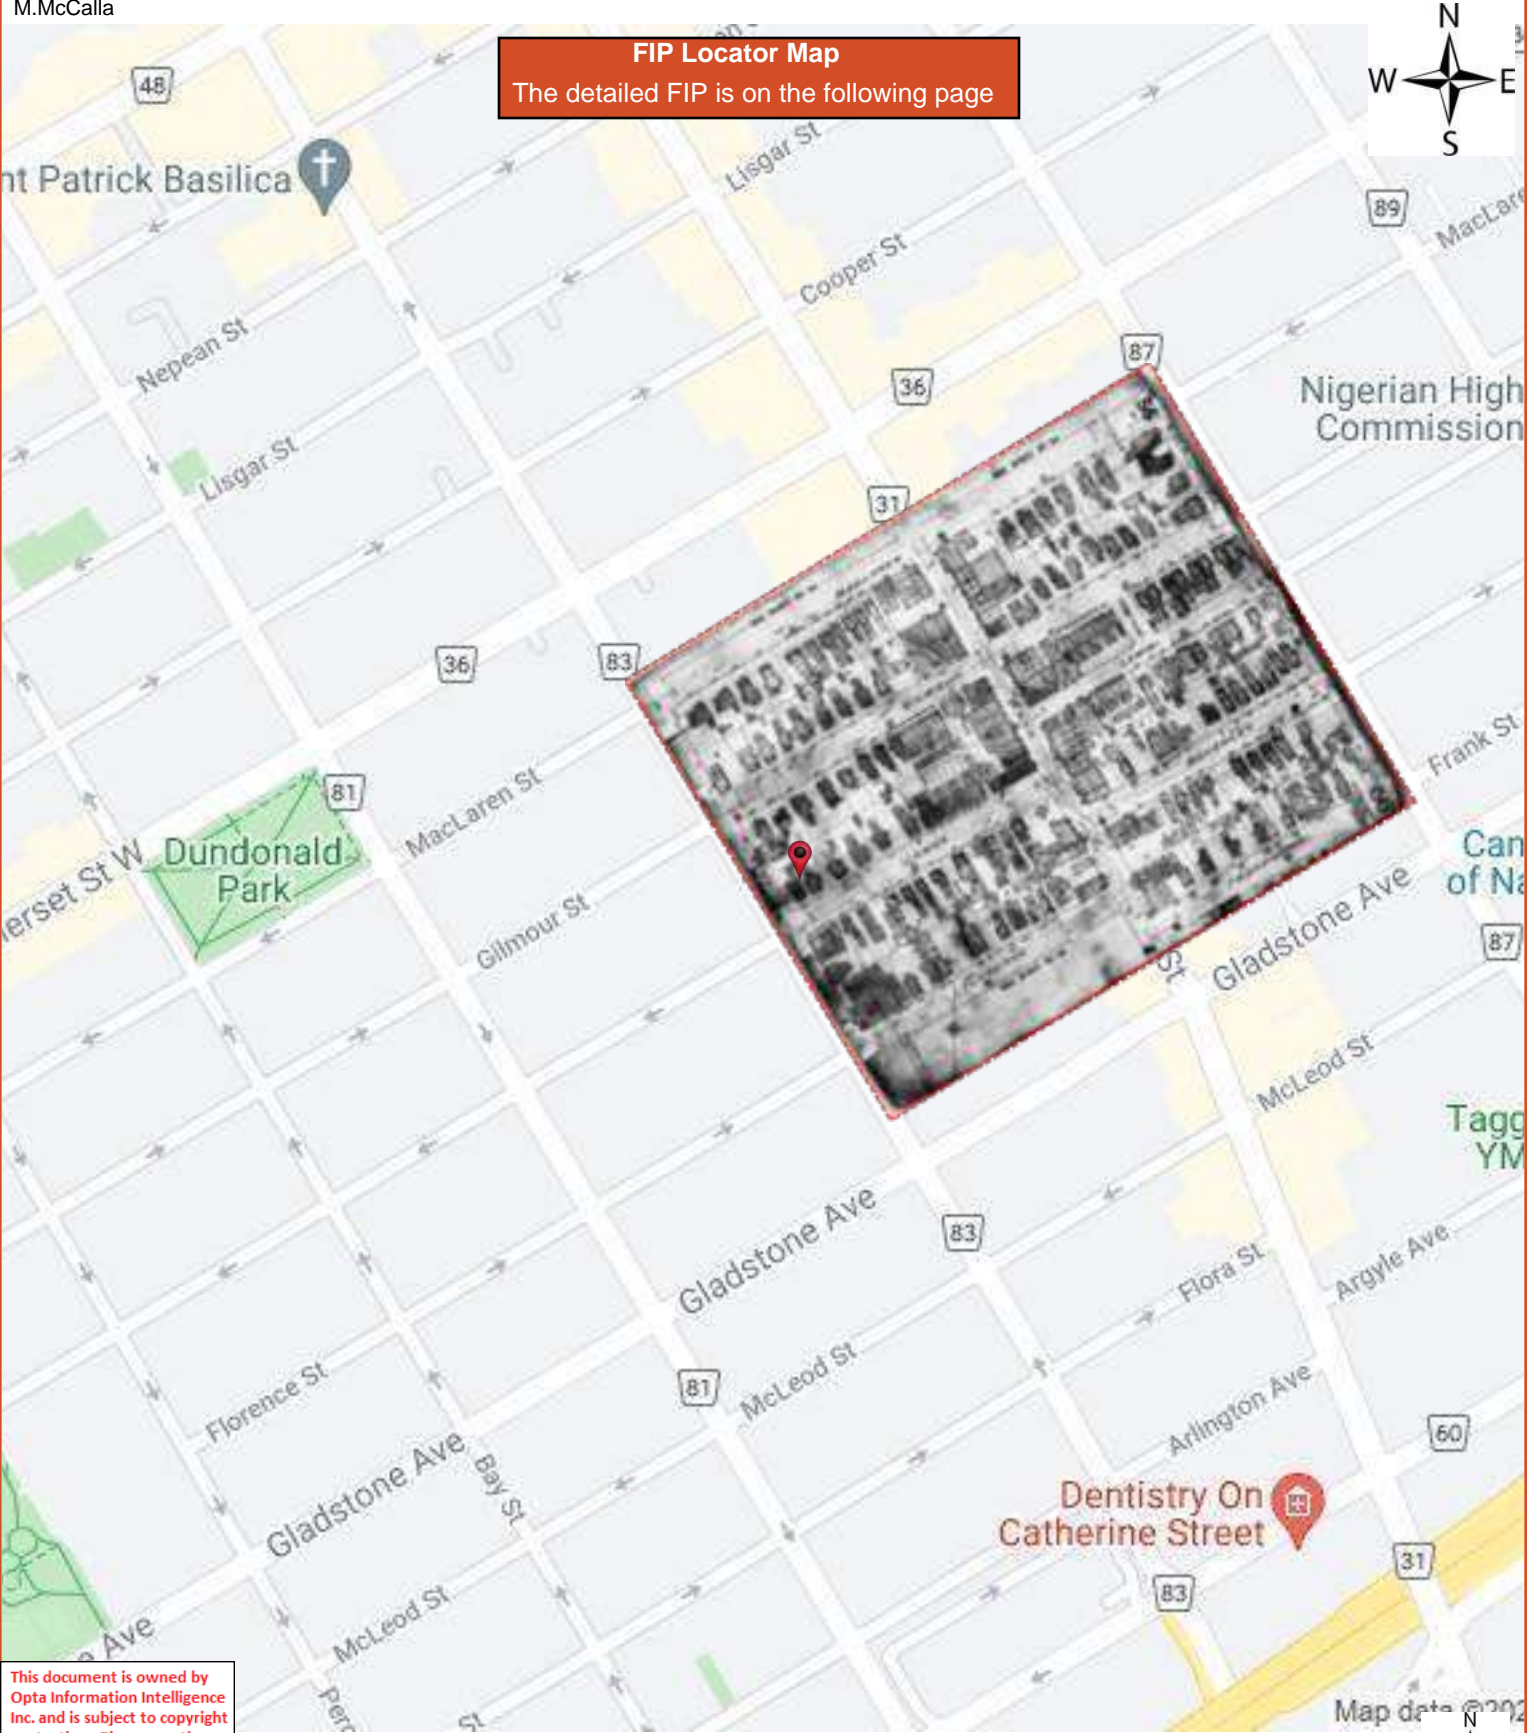 M.McCalla
FIP Locator Map
The detailed FIP is on the following page
N
W E
S
48
nt Patrick Basilica
Lisgar St
89
MacLare
Cooper St
Nepean St
87
36
Nigerian High
Commission
Lisgar St
31
36
83
Frank St
81
MacLaren St
Dundonald
Park
erset St W
Can
of Na
Gilmour St
Gladstone Ave
87
St
McLeod St
Tagg
YM
Gladstone Ave
83
Flora St
Argyle Ave
Florence St
81
McLeod St
Arlington Ave
60
Gladstone Ave
Bay St
Dentistry On
Catherine Street
31
83
McLeod St
Ave
This document is owned by
Opta Information Intelligence
Inc. and is subject to copyright
Perc
St
Map data ©202
N